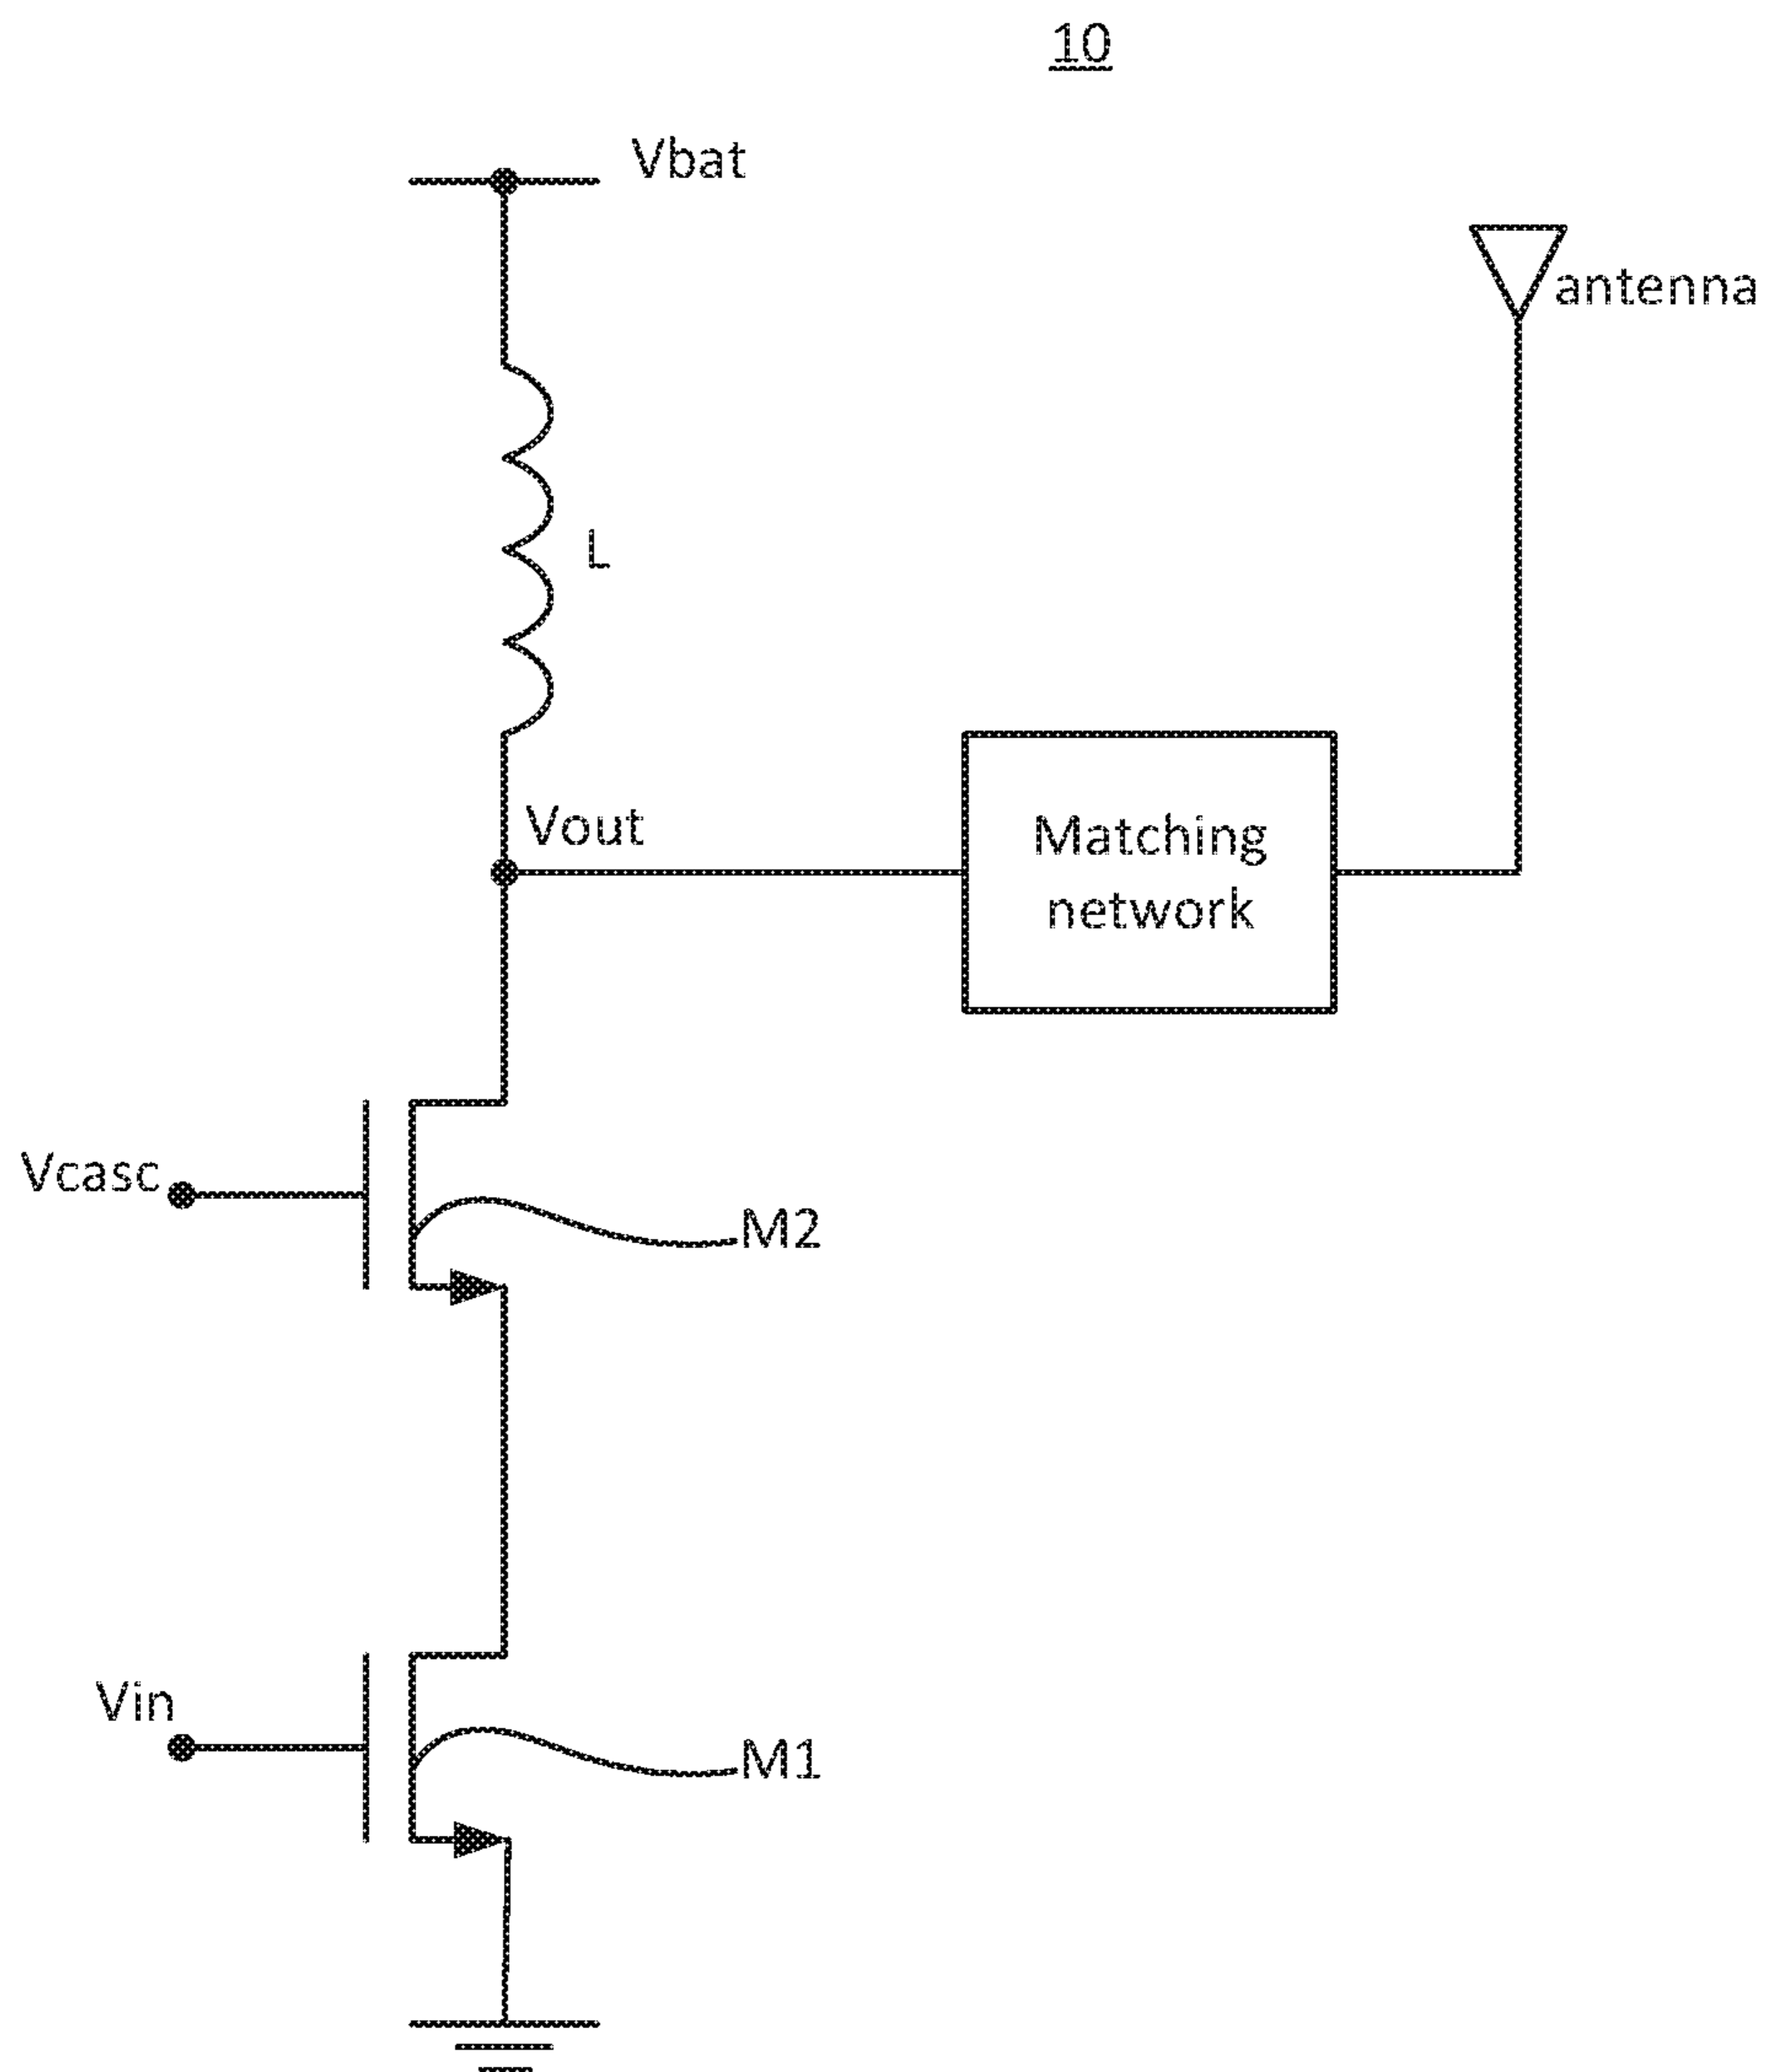 10
Vbat
antenna
L
Vout
Matching
network
Vcasc
M2
Vin
M1